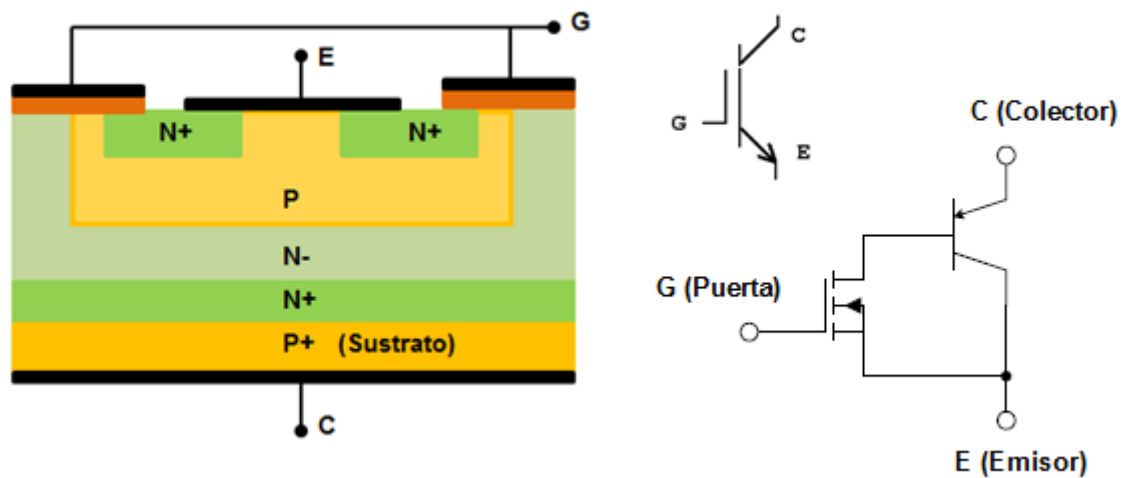 G
E
N+ N+
P
N-
N+
P+ (Sustrato)
C
C
G
E
C (Colector)
G (Puerta)
E (Emisor)